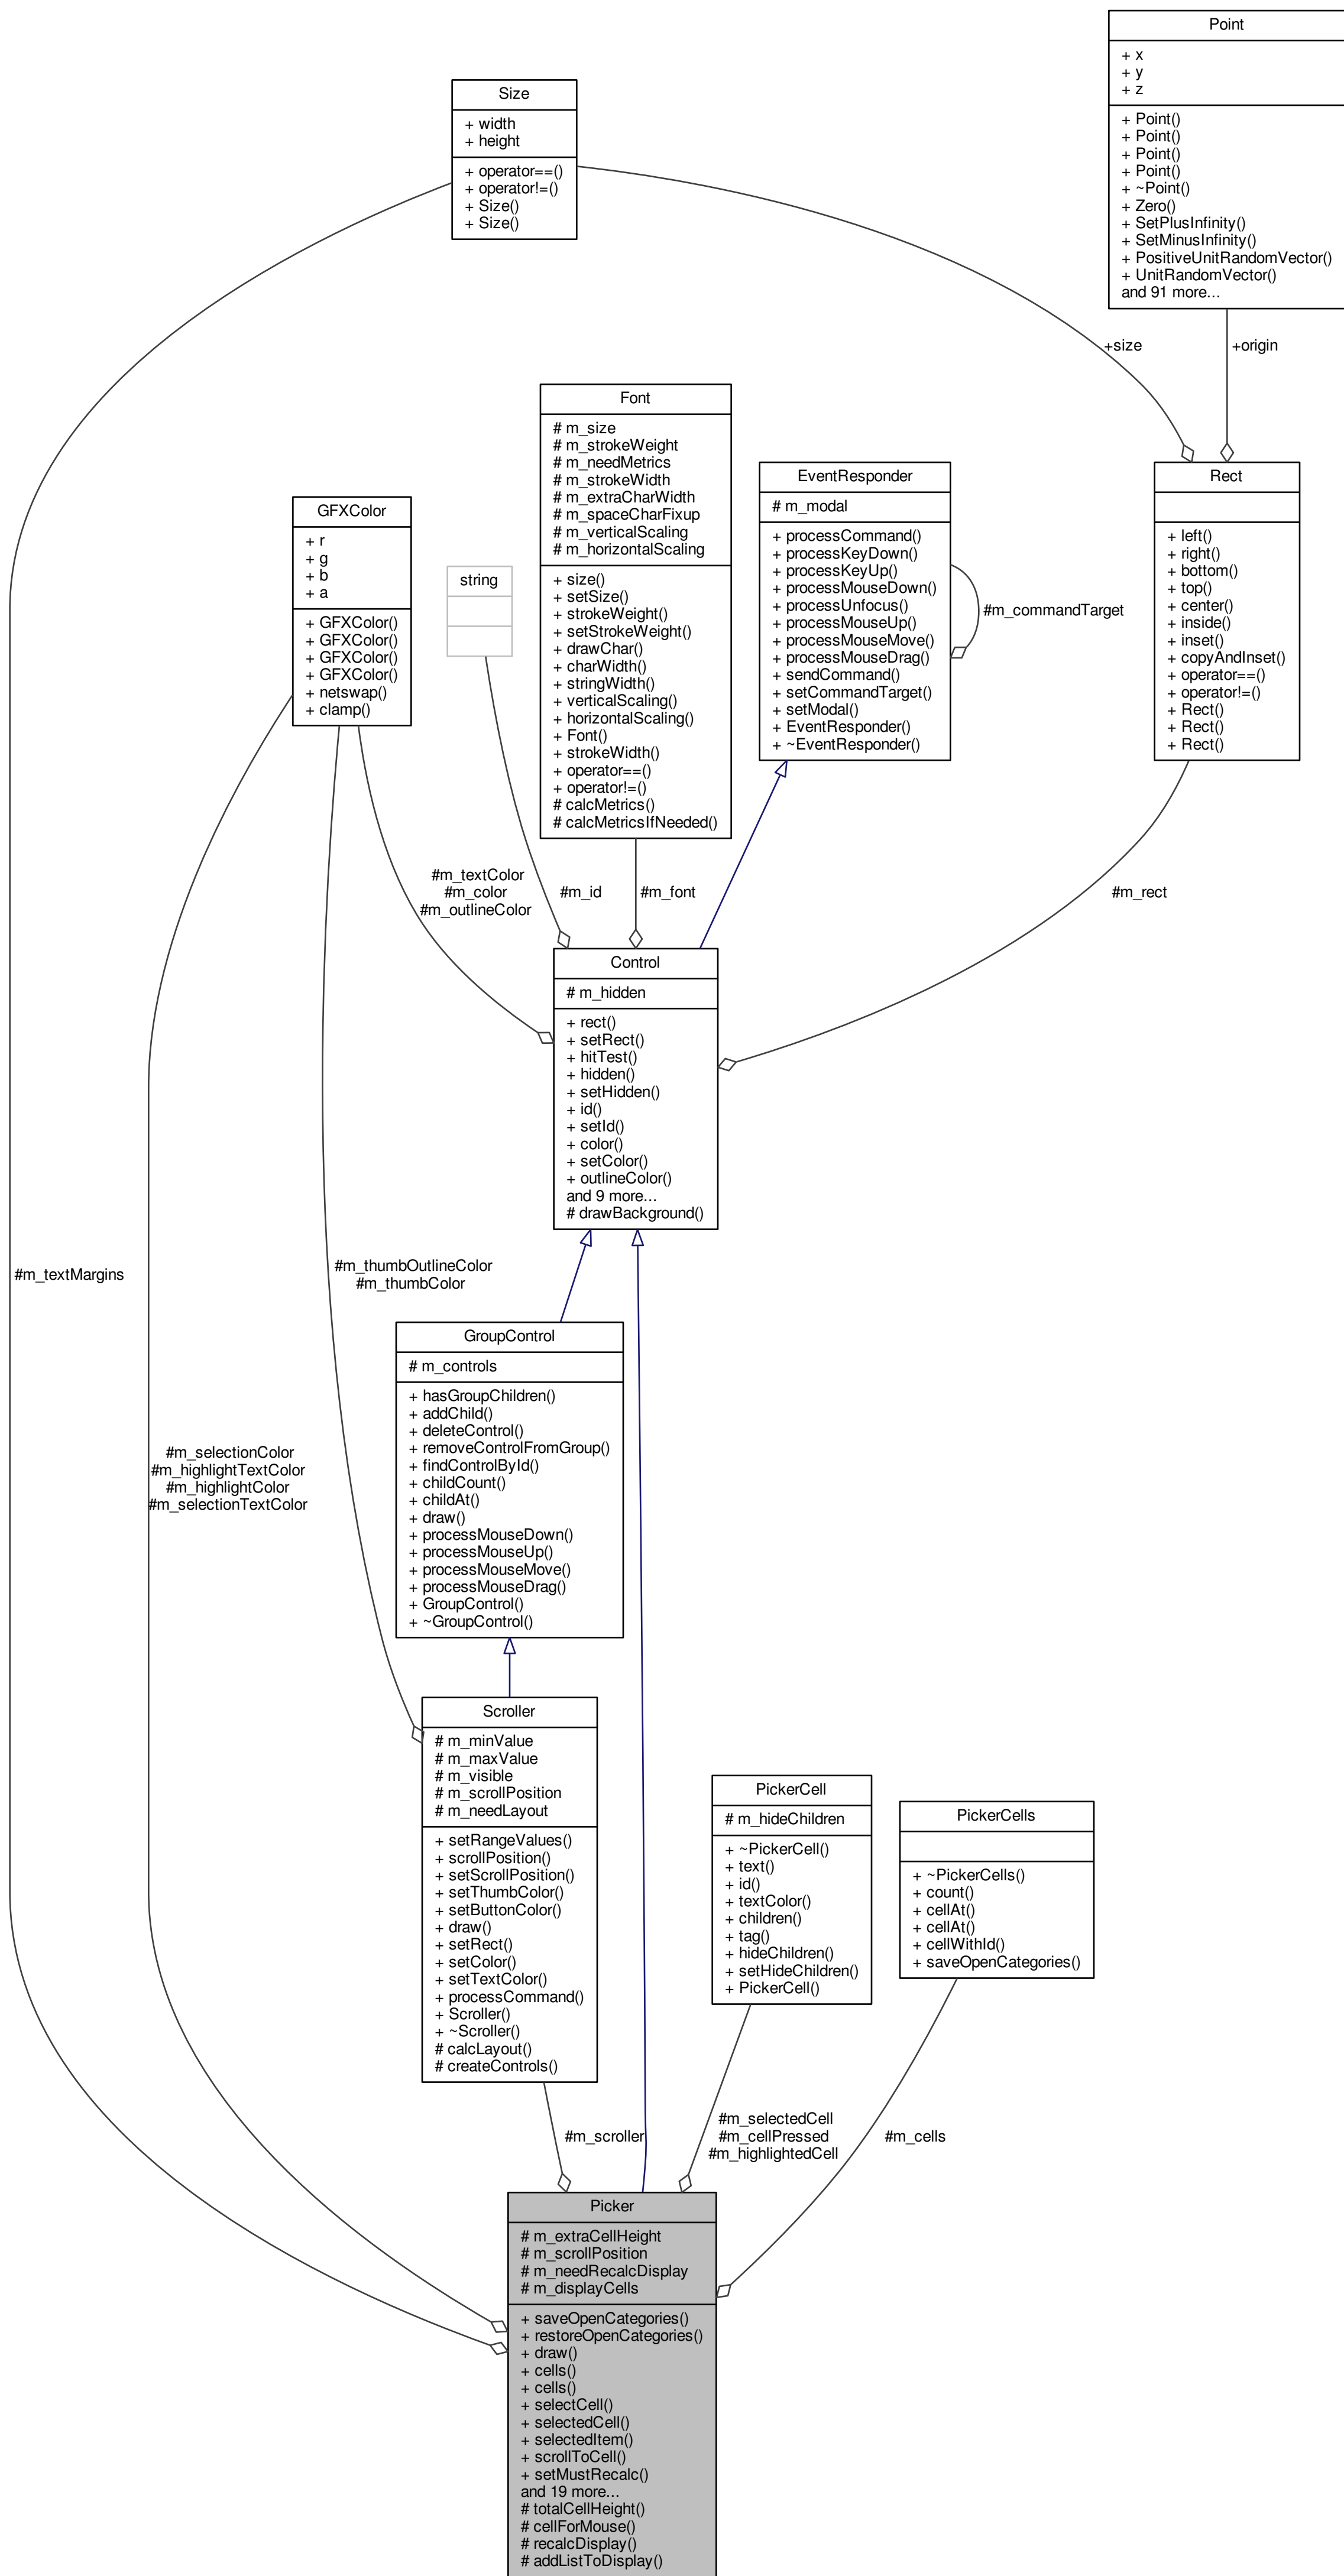 Point
+ x
+ y
+ z
+ Point()
+ Point()
+ Point()
+ Point()
+ ~Point()
+ Zero()
+ SetPlusInfinity()
+ SetMinusInfinity()
+ PositiveUnitRandomVector()
+ UnitRandomVector()
and 91 more...
Size
+ width
+ height
+ operator==()
+ operator!=()
+ Size()
+ Size()
+size
+origin
Font
# m_size
# m_strokeWeight
# m_needMetrics
# m_strokeWidth
# m_extraCharWidth
# m_spaceCharFixup
# m_verticalScaling
# m_horizontalScaling
+ size()
+ setSize()
+ strokeWeight()
+ setStrokeWeight()
+ drawChar()
+ charWidth()
+ stringWidth()
+ verticalScaling()
+ horizontalScaling()
+ Font()
+ strokeWidth()
+ operator==()
+ operator!=()
# calcMetrics()
# calcMetricsIfNeeded()
EventResponder
# m_modal
+ processCommand()
+ processKeyDown()
+ processKeyUp()
+ processMouseDown()
+ processUnfocus()
+ processMouseUp()
+ processMouseMove()
+ processMouseDrag()
+ sendCommand()
+ setCommandTarget()
+ setModal()
+ EventResponder()
+ ~EventResponder()
#m_commandTarget
Rect
+ left()
+ right()
+ bottom()
+ top()
+ center()
+ inside()
+ inset()
+ copyAndInset()
+ operator==()
+ operator!=()
+ Rect()
+ Rect()
+ Rect()
GFXColor
+ r
+ g
+ b
+ a
+ GFXColor()
+ GFXColor()
+ GFXColor()
+ GFXColor()
+ netswap()
+ clamp()
string
#m_textColor
#m_color
#m_outlineColor
#m_id
#m_font
#m_rect
Control
# m_hidden
+ rect()
+ setRect()
+ hitTest()
+ hidden()
+ setHidden()
+ id()
+ setId()
+ color()
+ setColor()
+ outlineColor()
and 9 more...
# drawBackground()
#m_textMargins
#m_thumbOutlineColor
#m_thumbColor
GroupControl
# m_controls
+ hasGroupChildren()
+ addChild()
+ deleteControl()
+ removeControlFromGroup()
+ findControlById()
+ childCount()
+ childAt()
+ draw()
+ processMouseDown()
+ processMouseUp()
+ processMouseMove()
+ processMouseDrag()
+ GroupControl()
+ ~GroupControl()
#m_selectionColor
#m_highlightTextColor
#m_highlightColor
#m_selectionTextColor
Scroller
# m_minValue
# m_maxValue
# m_visible
# m_scrollPosition
# m_needLayout
+ setRangeValues()
+ scrollPosition()
+ setScrollPosition()
+ setThumbColor()
+ setButtonColor()
+ draw()
+ setRect()
+ setColor()
+ setTextColor()
+ processCommand()
+ Scroller()
+ ~Scroller()
# calcLayout()
# createControls()
PickerCell
# m_hideChildren
+ ~PickerCell()
+ text()
+ id()
+ textColor()
+ children()
+ tag()
+ hideChildren()
+ setHideChildren()
+ PickerCell()
PickerCells
+ ~PickerCells()
+ count()
+ cellAt()
+ cellAt()
+ cellWithId()
+ saveOpenCategories()
#m_scroller
#m_selectedCell
#m_cellPressed
#m_highlightedCell
#m_cells
Picker
# m_extraCellHeight
# m_scrollPosition
# m_needRecalcDisplay
# m_displayCells
+ saveOpenCategories()
+ restoreOpenCategories()
+ draw()
+ cells()
+ cells()
+ selectCell()
+ selectedCell()
+ selectedItem()
+ scrollToCell()
+ setMustRecalc()
and 19 more...
# totalCellHeight()
# cellForMouse()
# recalcDisplay()
# addListToDisplay()